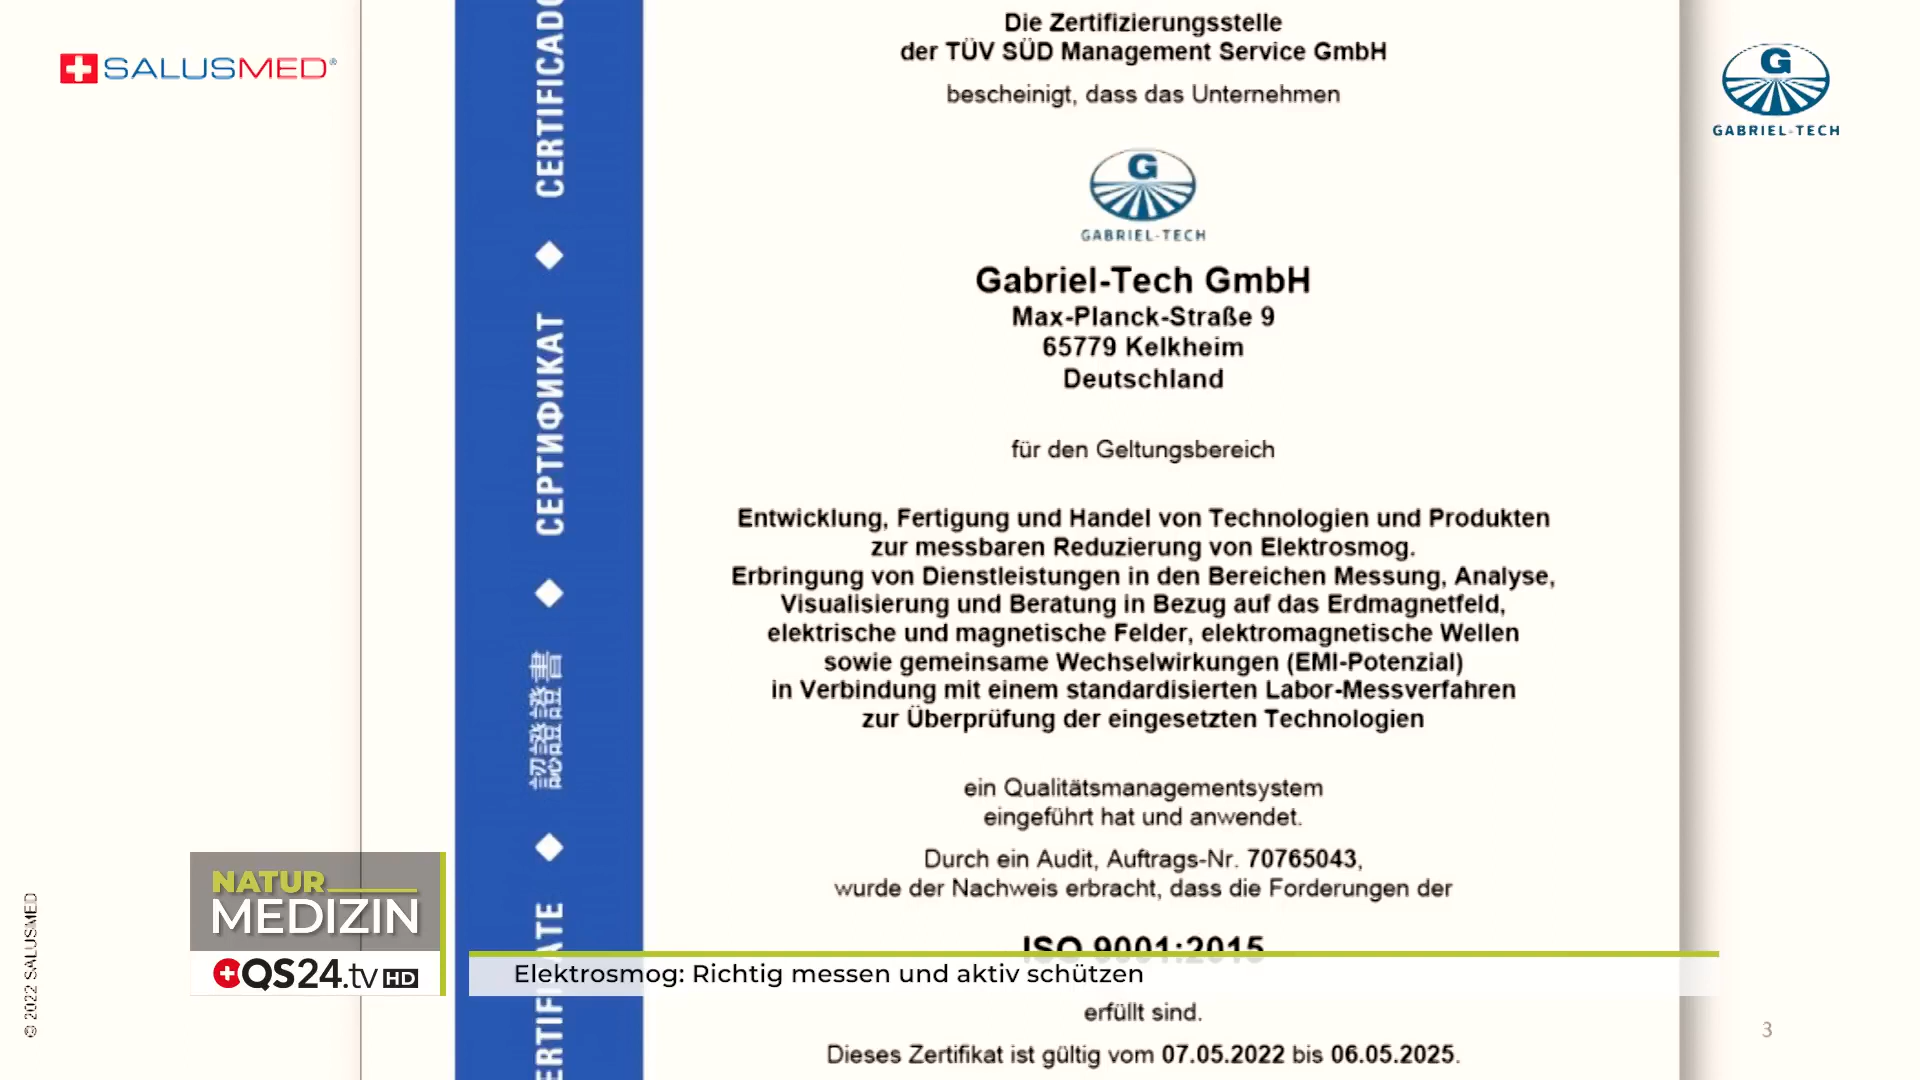 SALUSMED®
G
GABRIEL-TECH
CERTIFICADO
СЕРТИФИКАТ
認證證書
CERTIFICATE
Die Zertifizierungsstelle
der TÜV SÜD Management Service GmbH
bescheinigt, dass das Unternehmen
G
GABRIEL-TECH
Gabriel-Tech GmbH
Max-Planck-Straße 9
65779 Kelkheim
Deutschland
für den Geltungsbereich
Entwicklung, Fertigung und Handel von Technologien und Produkten
zur messbaren Reduzierung von Elektrosmog.
Erbringung von Dienstleistungen in den Bereichen Messung, Analyse,
Visualisierung und Beratung in Bezug auf das Erdmagnetfeld,
elektrische und magnetische Felder, elektromagnetische Wellen
sowie gemeinsame Wechselwirkungen (EMI-Potenzial)
in Verbindung mit einem standardisierten Labor-Messverfahren
zur Überprüfung der eingesetzten Technologien
ein Qualitätsmanagementsystem
eingeführt hat und anwendet.
Durch ein Audit, Auftrags-Nr. 70765043,
wurde der Nachweis erbracht, dass die Forderungen der
ISO 9001:2015
erfüllt sind.
Dieses Zertifikat ist gültig vom 07.05.2022 bis 06.05.2025.
NATUR
MEDIZIN
QS24.tv HD
Elektrosmog: Richtig messen und aktiv schützen
© 2022 SALUSMED
3